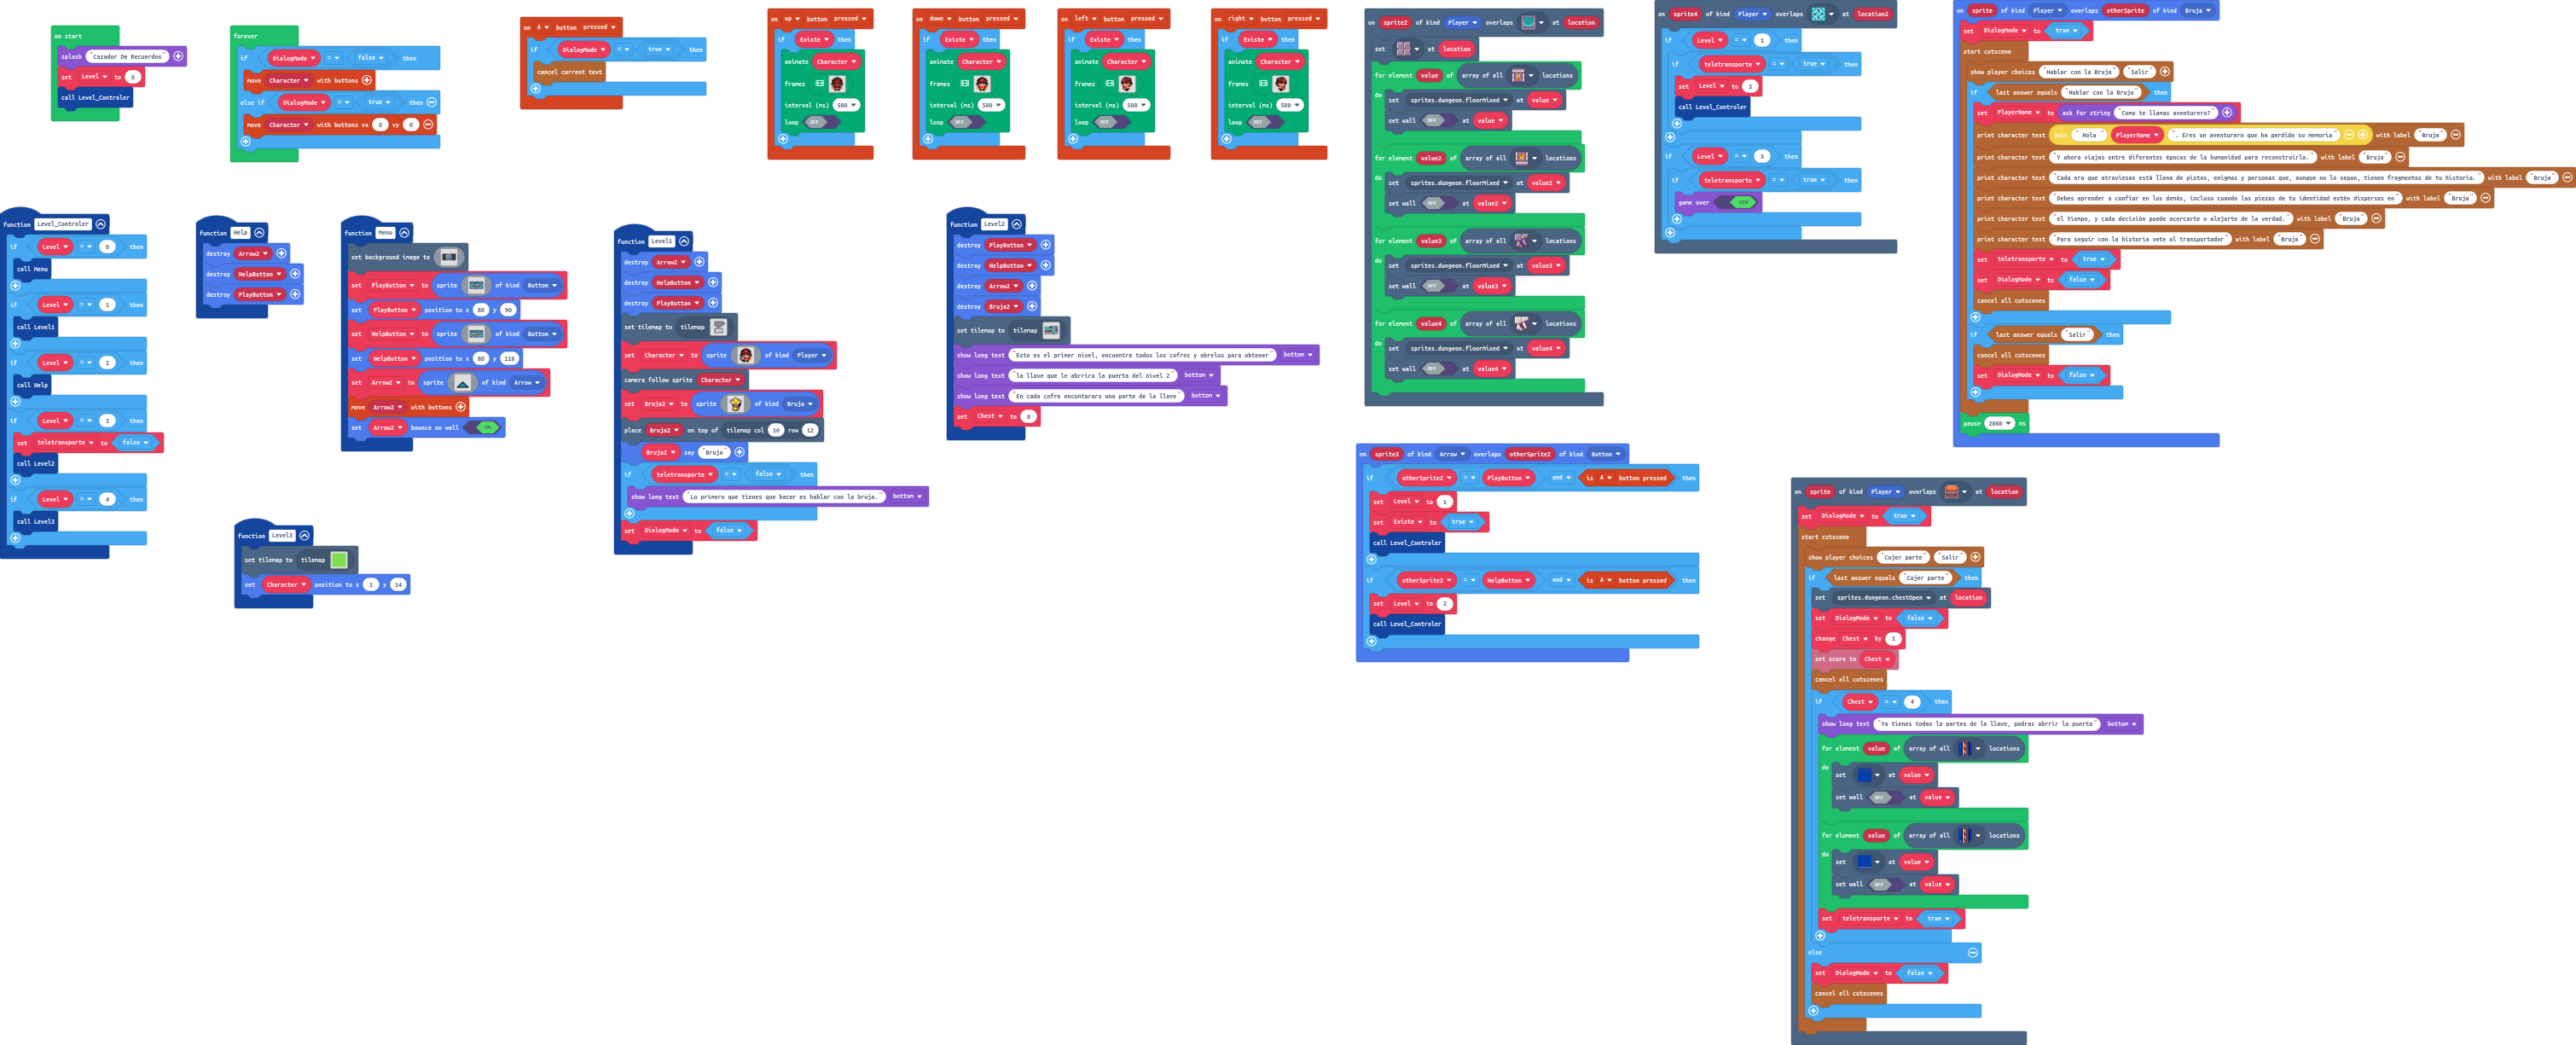 on start
splash "Cazador De Recuerdos"
set Level to 0
call Level_Controler
forever
if DialogMode = false then
move Character with buttons
else if DialogMode = true then
move Character with buttons vx 0 vy 0
on A button pressed
if DialogMode = true then
cancel current text
on up button pressed
if Existe then
animate Character
frames
interval (ms) 500
loop OFF
on down button pressed
if Existe then
animate Character
frames
interval (ms) 500
loop OFF
on left button pressed
if Existe then
animate Character
frames
interval (ms) 500
loop OFF
on right button pressed
if Existe then
animate Character
frames
interval (ms) 500
loop OFF
on sprite2 of kind Player overlaps at location
set at location
for element value of array of all locations
do set sprites.dungeon.floorMixed at value
set wall OFF at value
for element value2 of array of all locations
do set sprites.dungeon.floorMixed at value2
set wall OFF at value2
for element value3 of array of all locations
do set sprites.dungeon.floorMixed at value3
set wall OFF at value3
for element value4 of array of all locations
do set sprites.dungeon.floorMixed at value4
set wall OFF at value4
on sprite4 of kind Player overlaps at location2
if Level = 1 then
if teletransporte = true then
set Level to 3
call Level_Controler
if Level = 3 then
if teletransporte = true then
game over WIN
on sprite of kind Player overlaps otherSprite of kind Bruja
set DialogMode to true
start cutscene
show player choices "Hablar con la Bruja" "Salir"
if last answer equals "Hablar con la Bruja" then
set PlayerName to ask for string "Como te llamas aventurero?"
print character text join "Hola " PlayerName ". Eres un aventurero que ha perdido su memoria" with label "Bruja"
print character text "Y ahora viajas entre diferentes épocas de la humanidad para reconstruirla." with label "Bruja"
print character text "Cada era que atraviesas está llena de pistas, enigmas y personas que, aunque no lo sepan, tienen fragmentos de tu historia." with label "Bruja"
print character text "Debes aprender a confiar en los demás, incluso cuando las piezas de tu identidad estén dispersas en" with label "Bruja"
print character text "el tiempo, y cada decisión puede acercarte o alejarte de la verdad." with label "Bruja"
print character text "Para seguir con la historia vete al transportador" with label "Bruja"
set teletransporte to true
set DialogMode to false
cancel all cutscenes
if last answer equals "Salir" then
cancel all cutscenes
set DialogMode to false
pause 2000 ms
function Level_Controler
if Level = 0 then
call Menu
if Level = 1 then
call Level1
if Level = 2 then
call Help
if Level = 3 then
set teletransporte to false
call Level2
if Level = 4 then
call Level3
function Help
destroy Arrow2
destroy HelpButton
destroy PlayButton
function Menu
set background image to
set PlayButton to sprite of kind Button
set PlayButton position to x 80 y 90
set HelpButton to sprite of kind Button
set HelpButton position to x 80 y 110
set Arrow2 to sprite of kind Arrow
move Arrow2 with buttons
set Arrow2 bounce on wall ON
function Level1
destroy Arrow2
destroy HelpButton
destroy PlayButton
set tilemap to tilemap
set Character to sprite of kind Player
camera follow sprite Character
set Bruja2 to sprite of kind Bruja
place Bruja2 on top of tilemap col 10 row 12
Bruja2 say "Bruja"
if teletransporte = false then
show long text "Lo primero que tienes que hacer es hablar con la bruja." bottom
set DialogMode to false
function Level2
destroy PlayButton
destroy HelpButton
destroy Arrow2
destroy Bruja2
set tilemap to tilemap
show long text "Este es el primer nivel, encuentra todos los cofres y abrelos para obtener" bottom
show long text "la llave que le abrrira la puerta del nivel 2" bottom
show long text "En cada cofre encontarars una parte de la llave" bottom
set Chest to 0
function Level3
set tilemap to tilemap
set Character position to x 1 y 14
on sprite3 of kind Arrow overlaps otherSprite2 of kind Button
if otherSprite2 = PlayButton and is A button pressed then
set Level to 1
set Existe to true
call Level_Controler
if otherSprite2 = HelpButton and is A button pressed then
set Level to 2
call Level_Controler
on sprite of kind Player overlaps at location
set DialogMode to true
start cutscene
show player choices "Cojer parte" "Salir"
if last answer equals "Cojer parte" then
set sprites.dungeon.chestOpen at location
set DialogMode to false
change Chest by 1
set score to Chest
cancel all cutscenes
if Chest = 4 then
show long text "Ya tienes todas la partes de la llave, podras abrrir la puerta" bottom
for element value of array of all locations
do set at value
set wall OFF at value
for element value of array of all locations
do set at value
set wall OFF at value
set teletransporte to true
else
set DialogMode to false
cancel all cutscenes